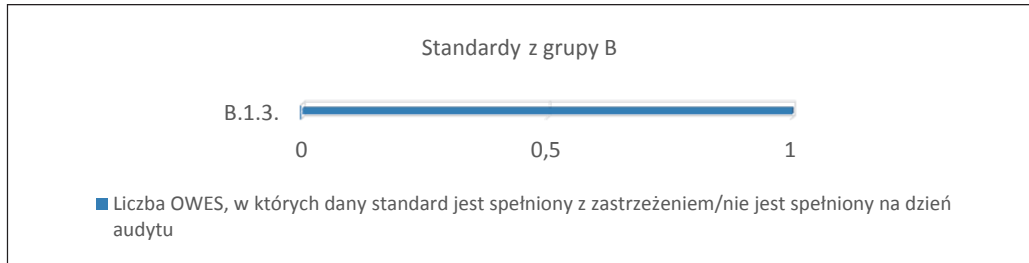 Standardy z grupy B
B.1.3.
0 0,5 1
Liczba OWES, w których dany standard jest spełniony z zastrzeżeniem/nie jest spełniony na dzień
audytu